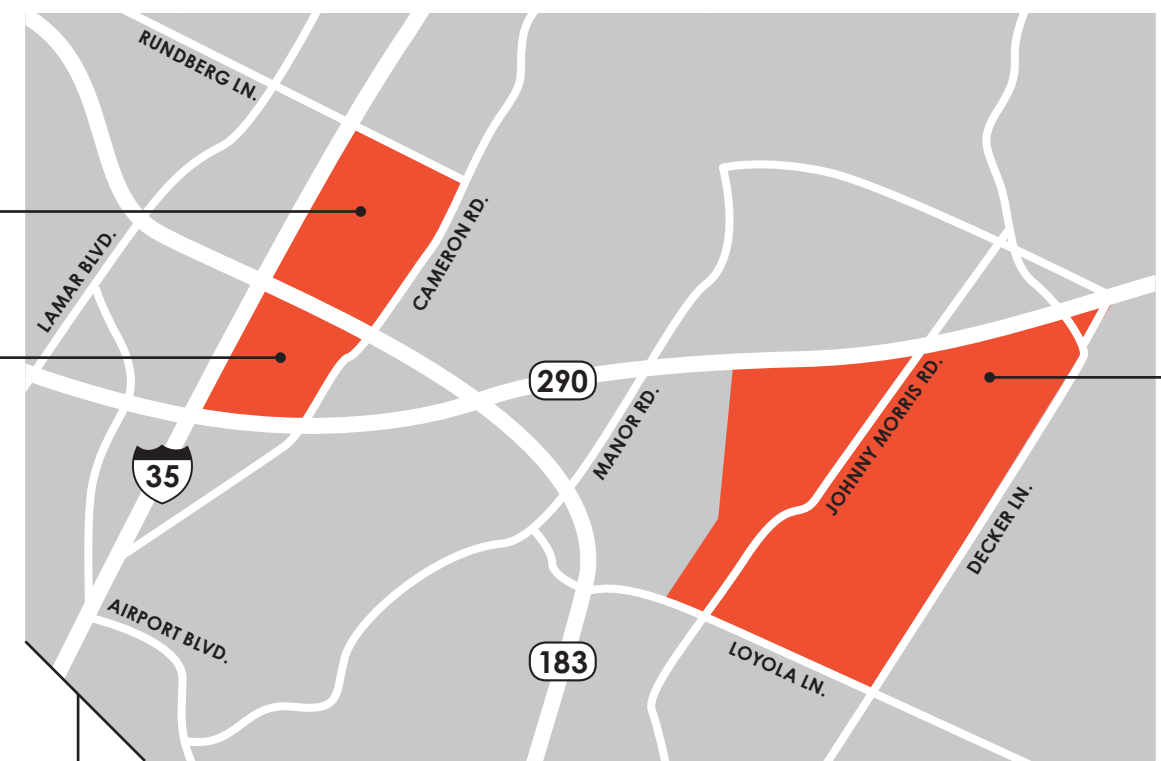 RUNDBERG LN.
LAMAR BLVD.
CAMERON RD.
290
MANOR RD.
JOHNNY MORRIS RD.
35
DECKER LN.
AIRPORT BLVD.
183
LOYOLA LN.